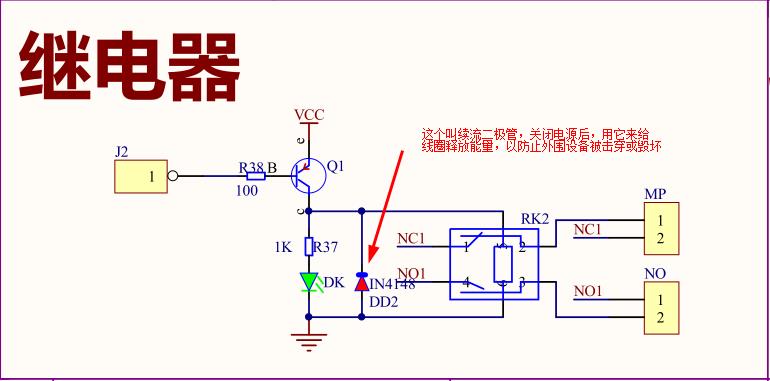 继电器
VCC
e
这个叫续流二极管，关闭电源后，用它来给
线圈释放能量，以防止外围设备被击穿或毁坏
J2
1
R38
B
Q1
100
c
MP
RK2
1
NC1
2
NC1
1
5
2
1K
R37
NO1
4
6
3
NO
DK
IN4148
DD2
NO1
1
2